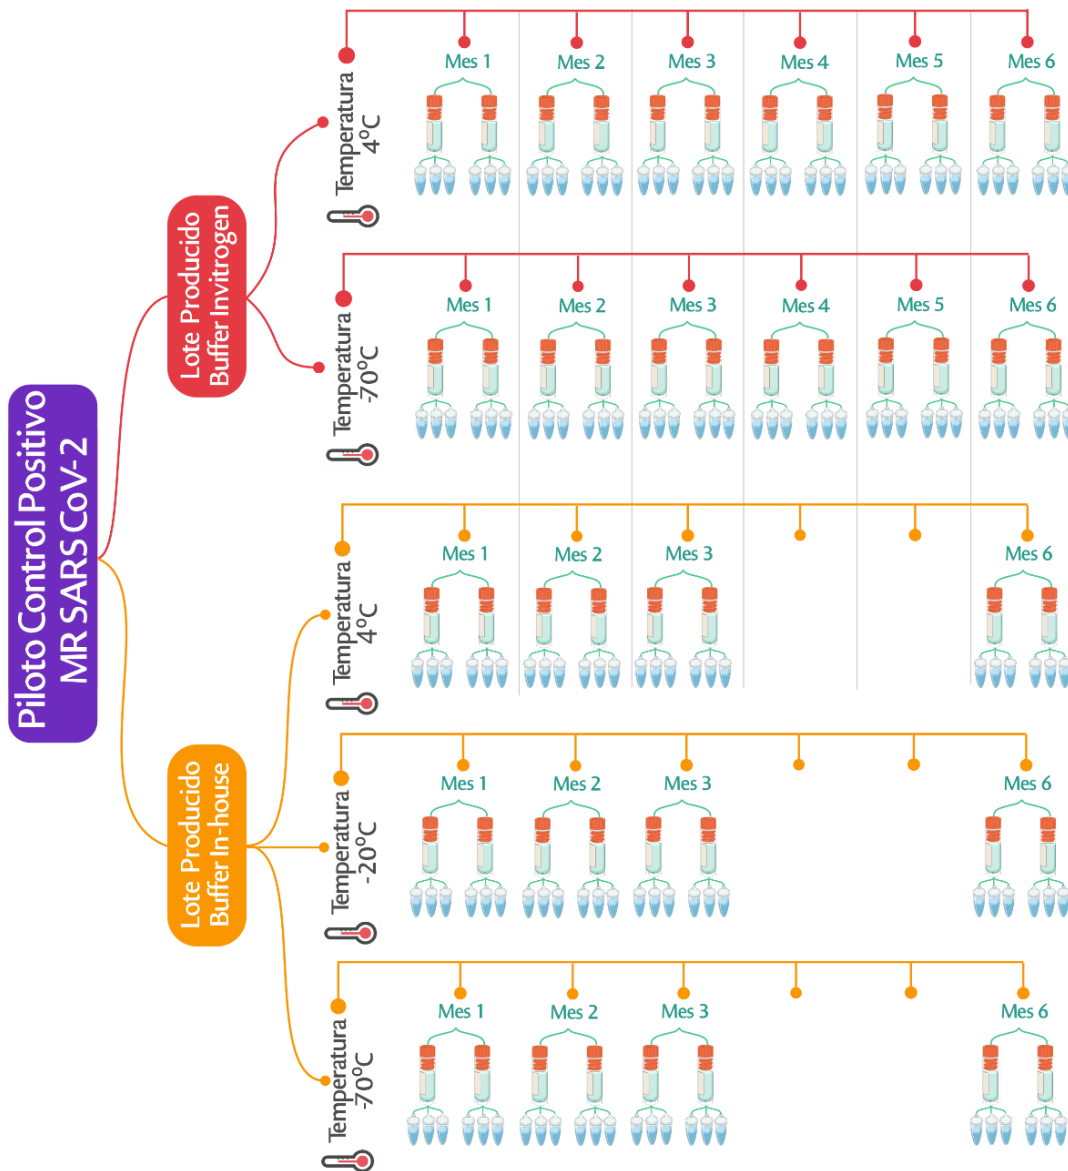 Piloto Control Positivo
MR SARS CoV-2
Lote Producido
Buffer Invitrogen
Temperatura
4°C
Mes 1
Mes 2
Mes 3
Mes 4
Mes 5
Mes 6
Temperatura
-70°C
Mes 1
Mes 2
Mes 3
Mes 4
Mes 5
Mes 6
Lote Producido
Buffer In-house
Temperatura
4°C
Mes 1
Mes 2
Mes 3
Mes 6
Temperatura
-20°C
Mes 1
Mes 2
Mes 3
Mes 6
Temperatura
-70°C
Mes 1
Mes 2
Mes 3
Mes 6